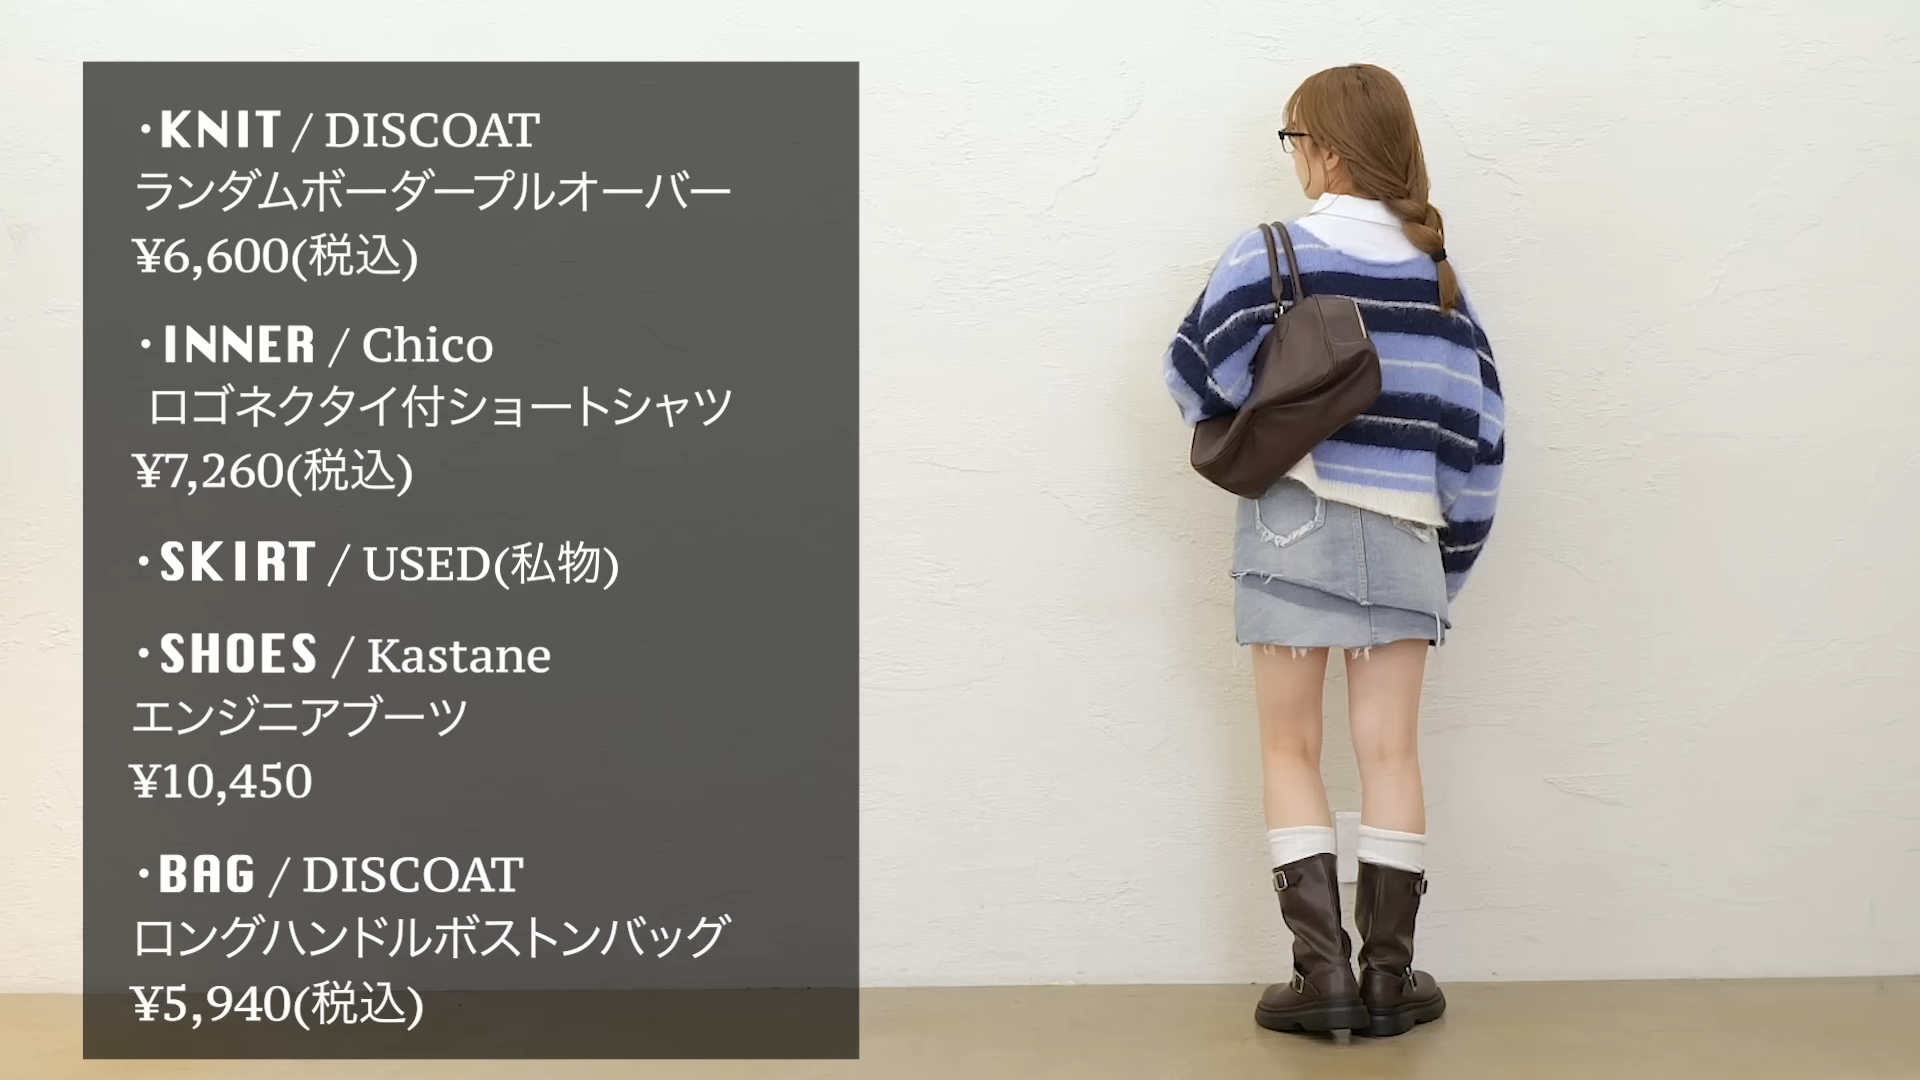 ・KNIT / DISCOAT
ランダムボーダープルオーバー
¥6,600(税込)
・INNER / Chico
ロゴネクタイ付ショートシャツ
¥7,260(税込)
・SKIRT / USED(私物)
・SHOES / Kastane
エンジニアブーツ
¥10,450
・BAG / DISCOAT
ロングハンドルボストンバッグ
¥5,940(税込)